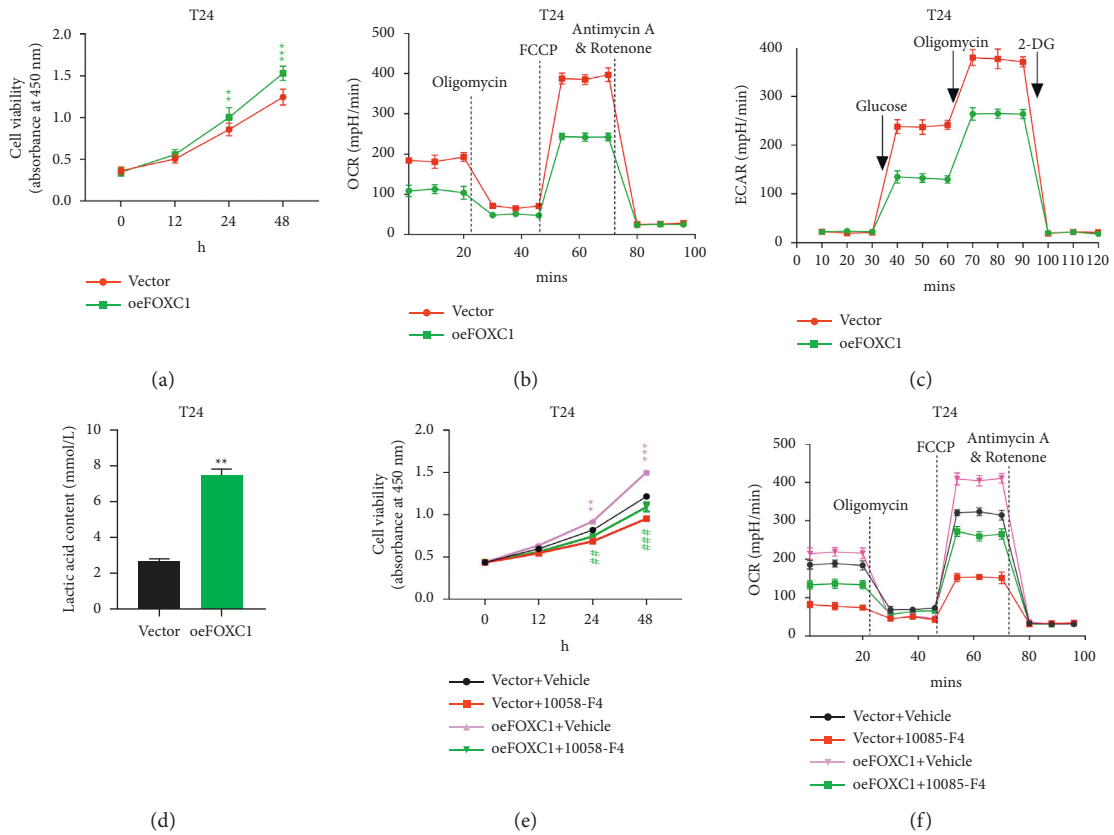 T24
Cell viability
(absorbance at 450 nm)
2.0
1.5
1.0
0.5
0.0
***
**
0
12
24
48
h
Vector
oeFOXC1
(a)
T24
OCR (mpH/min)
500
400
300
200
100
0
Oligomycin
FCCP
Antimycin A
& Rotenone
20
40
60
80
100
mins
Vector
oeFOXC1
(b)
T24
ECAR (mpH/min)
400
300
200
100
0
Glucose
Oligomycin
2-DG
0
10
20
30
40
50
60
70
80
90
100
110
120
mins
Vector
oeFOXC1
(c)
T24
Lactic acid content (mmol/L)
10
8
6
4
2
0
**
Vector
oeFOXC1
(d)
T24
Cell viability
(absorbance at 450 nm)
2.0
1.5
1.0
0.5
0.0
***
**
##
###
0
12
24
48
h
Vector+Vehicle
Vector+10058-F4
oeFOXC1+Vehicle
oeFOXC1+10058-F4
(e)
T24
OCR (mpH/min)
500
400
300
200
100
0
Oligomycin
FCCP
Antimycin A
& Rotenone
20
40
60
80
100
mins
Vector+Vehicle
Vector+10085-F4
oeFOXC1+Vehicle
oeFOXC1+10085-F4
(f)